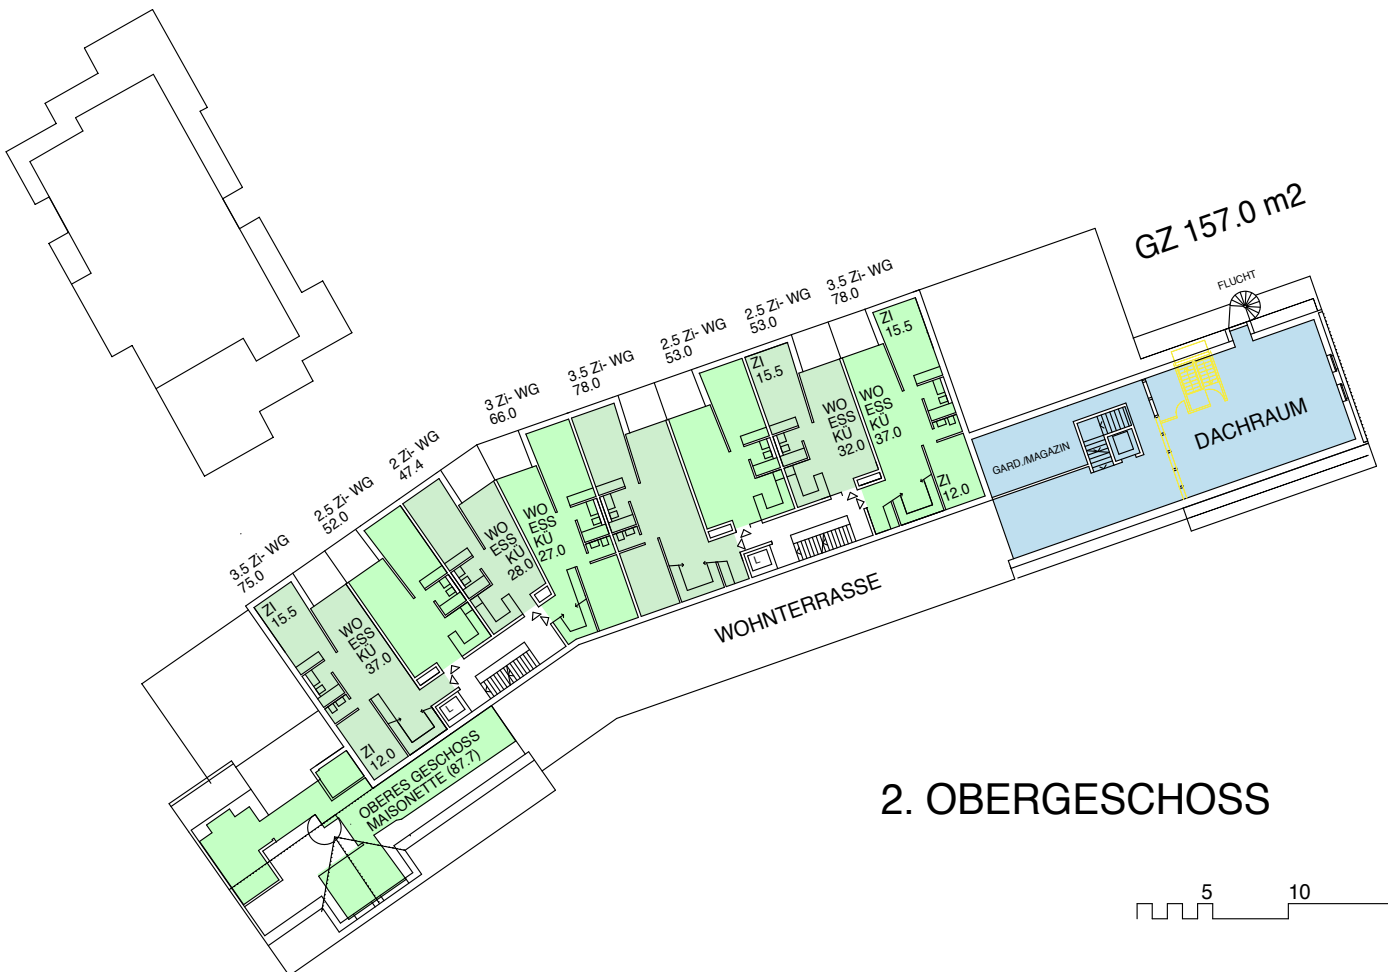 GZ 157.0 m2
FLUCHT
3.5 Zi- WG
75.0
2.5 Zi- WG
52.0
2 Zi- WG
47.4
3 Zi- WG
66.0
3.5 Zi- WG
78.0
2.5 Zi- WG
53.0
2.5 Zi- WG
53.0
3.5 Zi- WG
78.0
ZI
15.5
WO
ESS
KÜ
37.0
ZI
12.0
WO
ESS
KÜ
28.0
WO
ESS
KÜ
27.0
ZI
15.5
WO
ESS
KÜ
32.0
WO
ESS
KÜ
37.0
ZI
15.5
ZI
12.0
L
L
GARD./MAGAZIN
DACHRAUM
WOHNTERRASSE
OBERES GESCHOSS
MAISONETTE (87.7)
2. OBERGESCHOSS
5
10